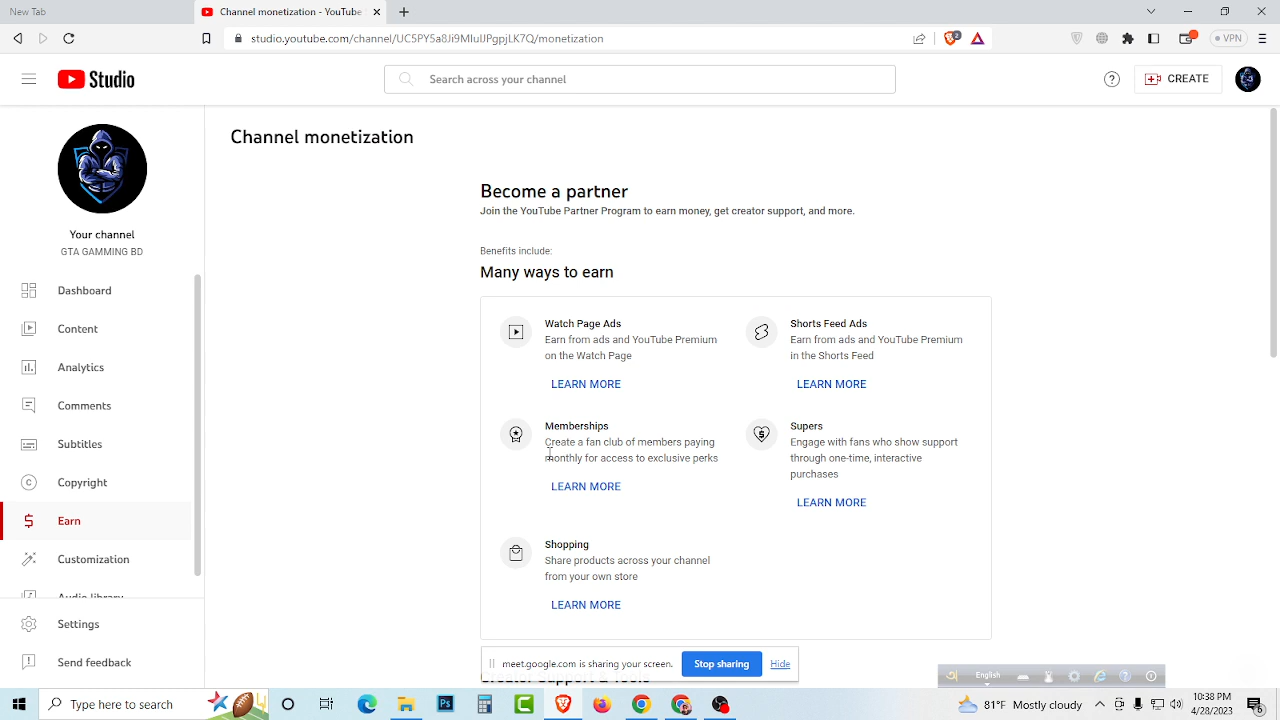 New Tab
Channel monetization - YouTube
studio.youtube.com/channel/UC5PY5a8Ji9MIulJPgpjLK7Q/monetization
2
VPN
Studio
Search across your channel
CREATE
Channel monetization
Your channel
GTA GAMMING BD
Dashboard
Content
Analytics
Comments
Subtitles
Copyright
Earn
Customization
Audio library
Settings
Send feedback
Become a partner
Join the YouTube Partner Program to earn money, get creator support, and more.
Benefits include:
Many ways to earn
Watch Page Ads
Earn from ads and YouTube Premium
on the Watch Page
LEARN MORE
Shorts Feed Ads
Earn from ads and YouTube Premium
in the Shorts Feed
LEARN MORE
Memberships
Create a fan club of members paying
monthly for access to exclusive perks
LEARN MORE
Supers
Engage with fans who show support
through one-time, interactive
purchases
LEARN MORE
Shopping
Share products across your channel
from your own store
LEARN MORE
meet.google.com is sharing your screen.
Stop sharing
Hide
English
Type here to search
Ps
81°F Mostly cloudy
10:38 PM
4/28/2023
6